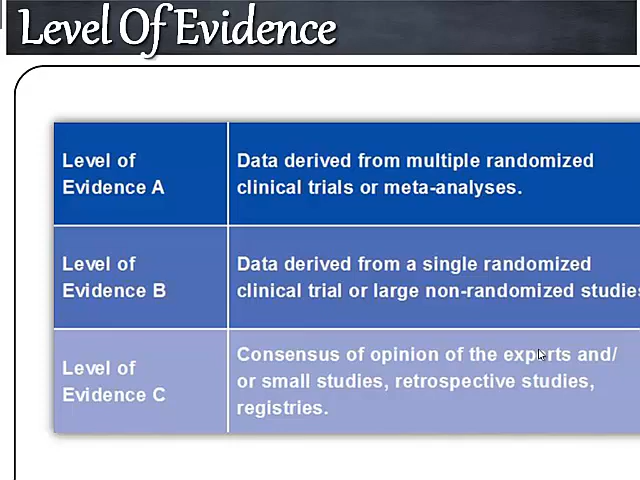 Level Of Evidence
Level of
Evidence A
Data derived from multiple randomized
clinical trials or meta-analyses.
Level of
Evidence B
Data derived from a single randomized
clinical trial or large non-randomized studies
Level of
Evidence C
Consensus of opinion of the experts and/
or small studies, retrospective studies,
registries.